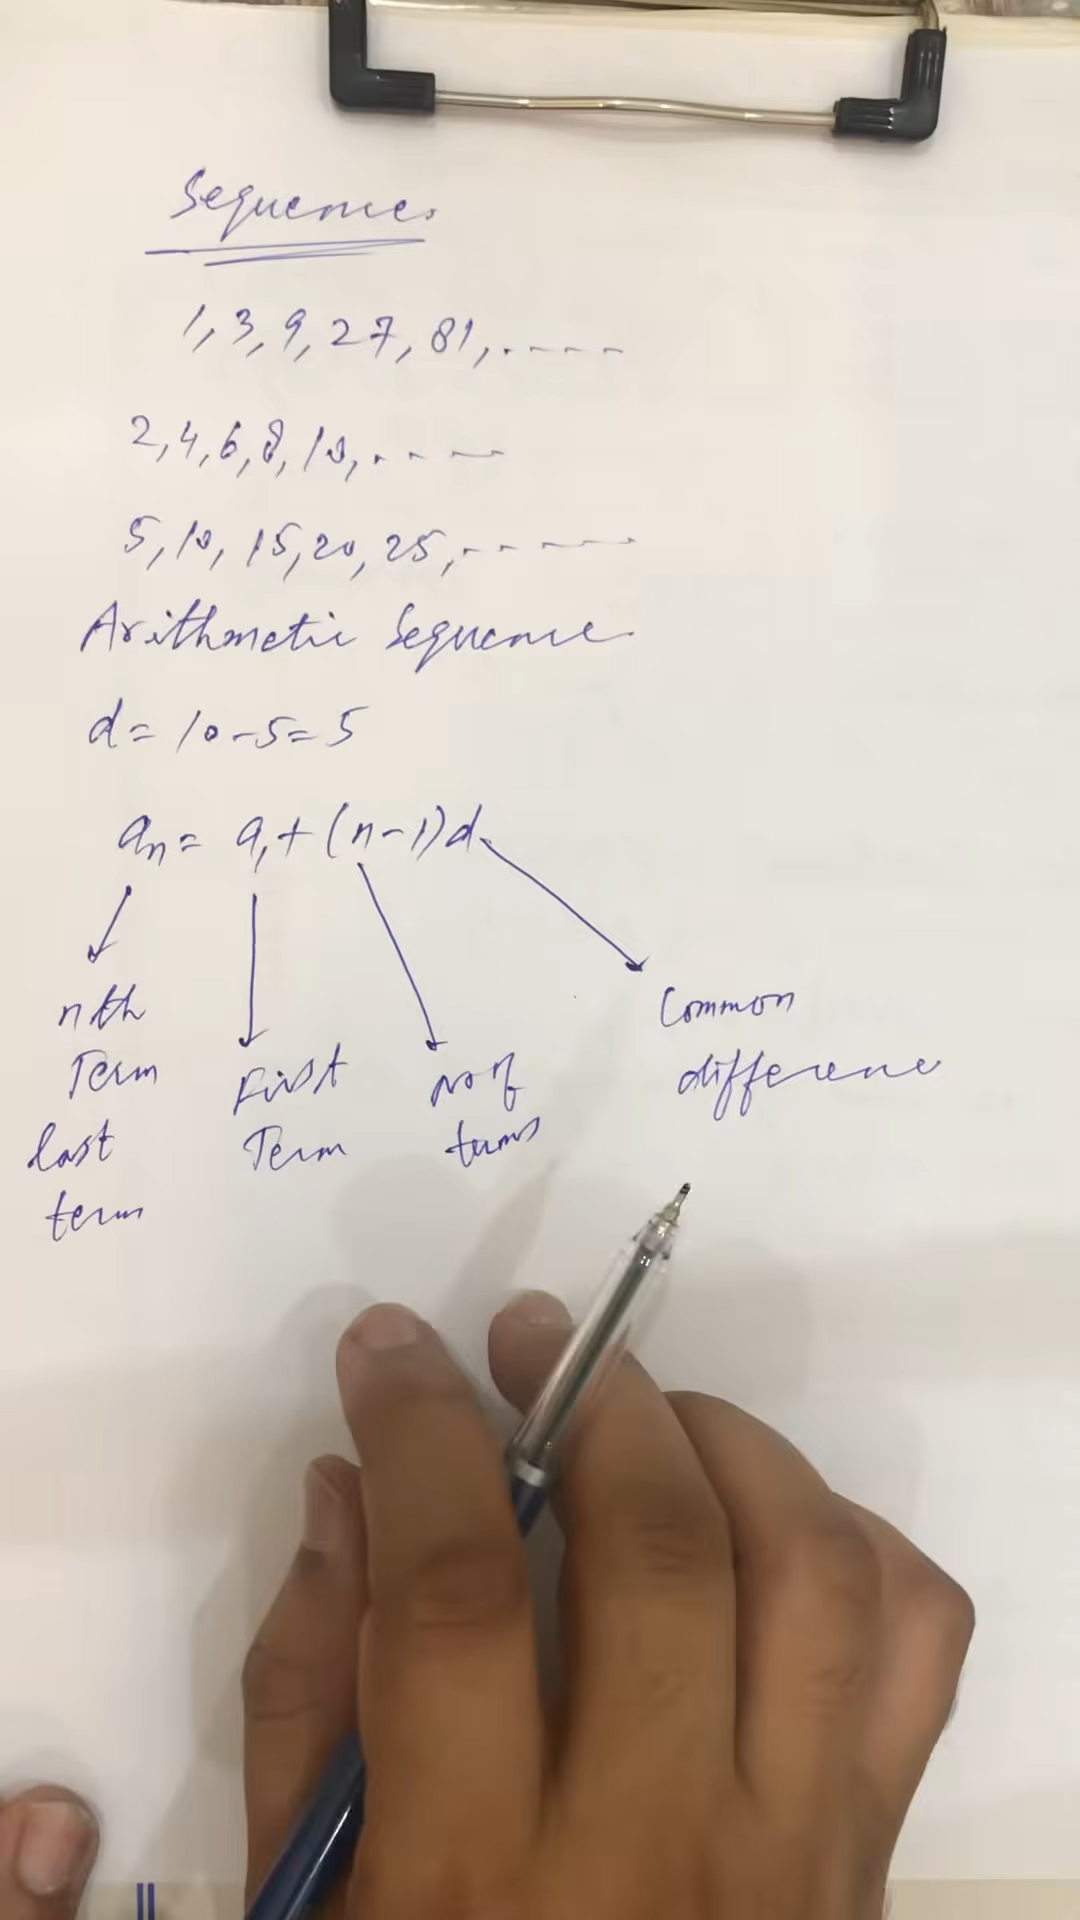 Sequence.
1, 3, 9, 27, 81, . - - - -
2, 4, 6, 8, 10, . - - -
5, 10, 15, 20, 25, . - - - - -
Arithmetic Sequence.
d = 10 - 5 = 5
aₙ = a₁ + (n-1)d
nth Term last term
First Term
No of terms
Common difference